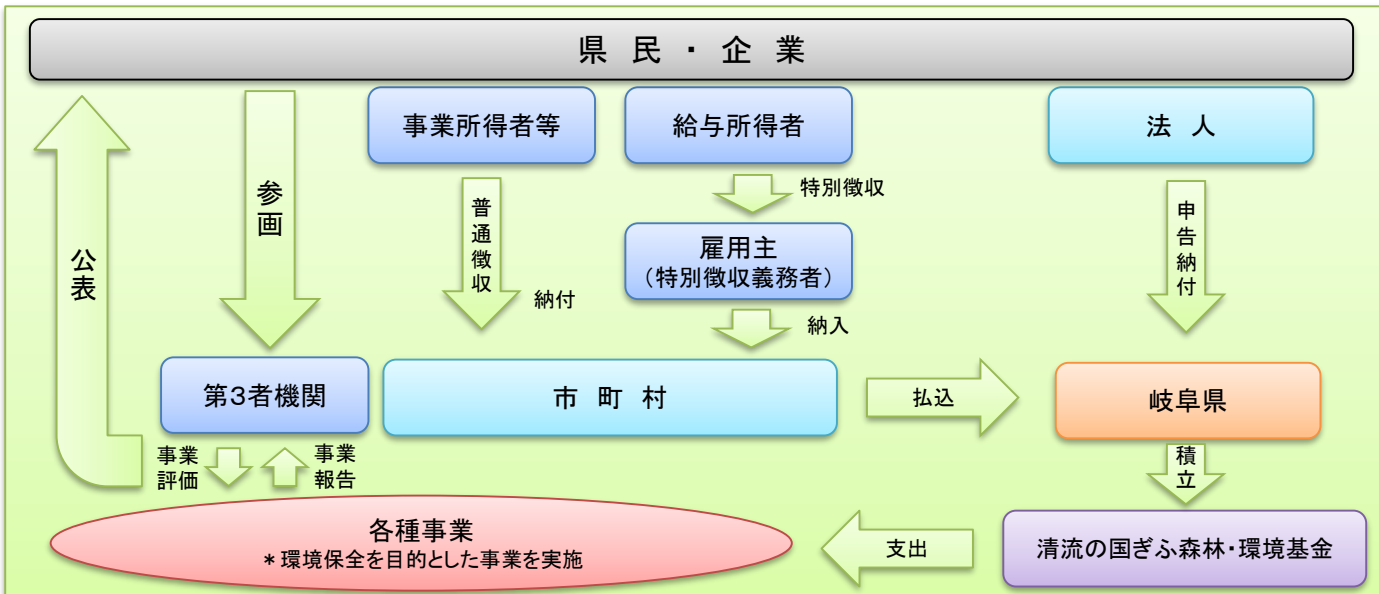 県民・企業
事業所得者等
給与所得者
法人
参画
公表
普通徴収
納付
特別徴収
雇用主
（特別徴収義務者）
納入
申告納付
第３者機関
市町村
払込
岐阜県
事業
評価
事業
報告
積立
各種事業
＊環境保全を目的とした事業を実施
支出
清流の国ぎふ森林・環境基金